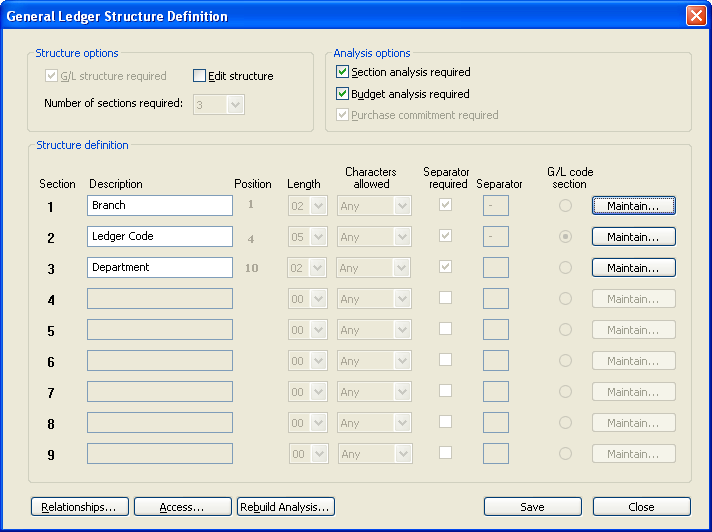 General Ledger Structure Definition
Structure options
G/L structure required
Edit structure
Number of sections required:
3
Analysis options
Section analysis required
Budget analysis required
Purchase commitment required
Structure definition
Section Description Position Length Characters allowed Separator required Separator G/L code section
1 Branch 1 02 Any - Maintain...
2 Ledger Code 4 05 Any - Maintain...
3 Department 10 02 Any Maintain...
4 00 Any Maintain...
5 00 Any Maintain...
6 00 Any Maintain...
7 00 Any Maintain...
8 00 Any Maintain...
9 00 Any Maintain...
Relationships... Access... Rebuild Analysis... Save Close